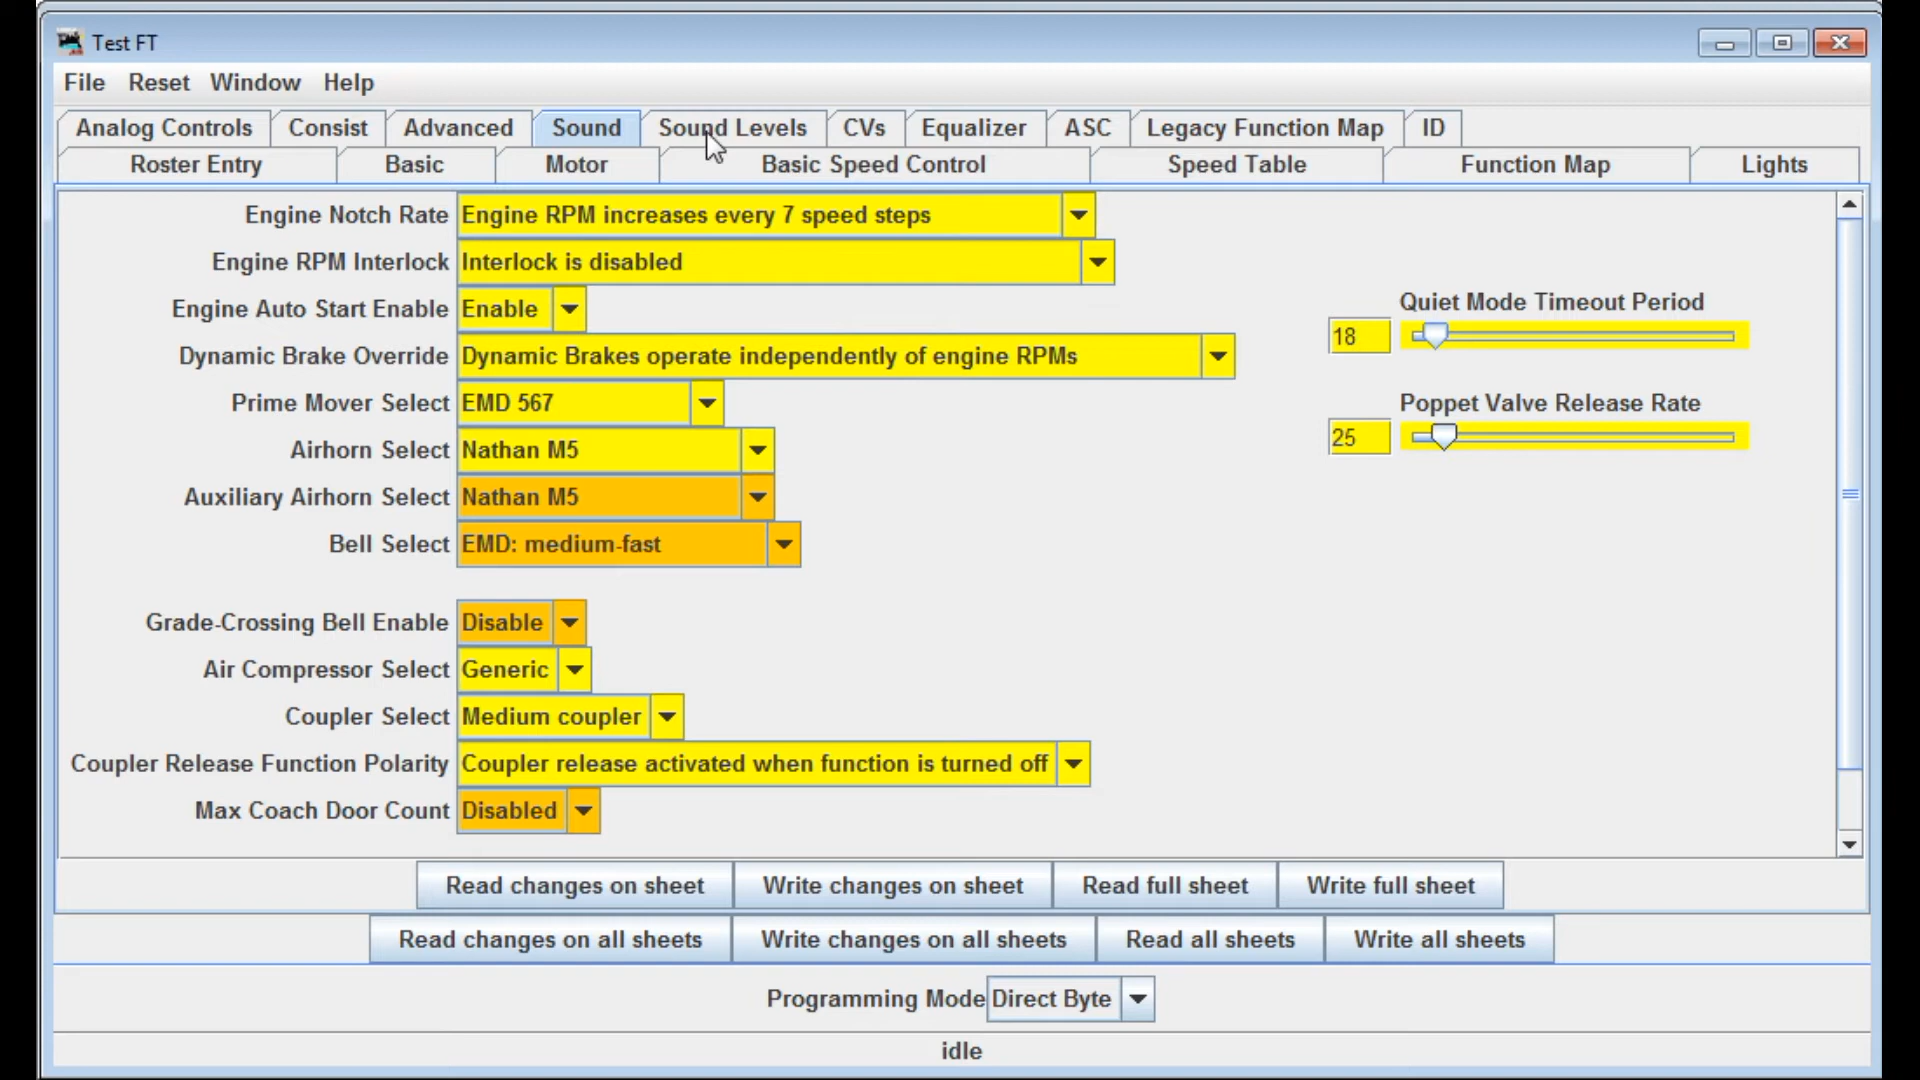 Test FT
File Reset Window Help
Analog Controls Consist Advanced Sound Sound Levels CVs Equalizer ASC Legacy Function Map ID
Roster Entry Basic Motor Basic Speed Control Speed Table Function Map Lights
Engine Notch Rate Engine RPM increases every 7 speed steps
Engine RPM Interlock Interlock is disabled
Engine Auto Start Enable Enable
Dynamic Brake Override Dynamic Brakes operate independently of engine RPMs
Prime Mover Select EMD 567
Airhorn Select Nathan M5
Auxiliary Airhorn Select Nathan M5
Bell Select EMD: medium-fast
Grade-Crossing Bell Enable Disable
Air Compressor Select Generic
Coupler Select Medium coupler
Coupler Release Function Polarity Coupler release activated when function is turned off
Max Coach Door Count Disabled
Quiet Mode Timeout Period
18
Poppet Valve Release Rate
25
Read changes on sheet Write changes on sheet Read full sheet Write full sheet
Read changes on all sheets Write changes on all sheets Read all sheets Write all sheets
Programming Mode Direct Byte
idle